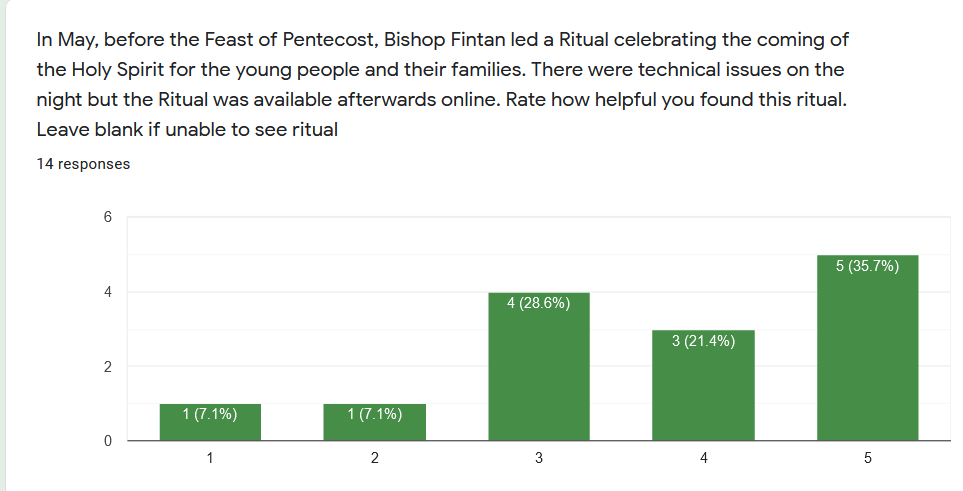 In May, before the Feast of Pentecost, Bishop Fintan led a Ritual celebrating the coming of
the Holy Spirit for the young people and their families. There were technical issues on the
night but the Ritual was available afterwards online. Rate how helpful you found this ritual.
Leave blank if unable to see ritual
14 responses
6
4
2
0
1 (7.1%)
1 (7.1%)
4 (28.6%)
3 (21.4%)
5 (35.7%)
1
2
3
4
5